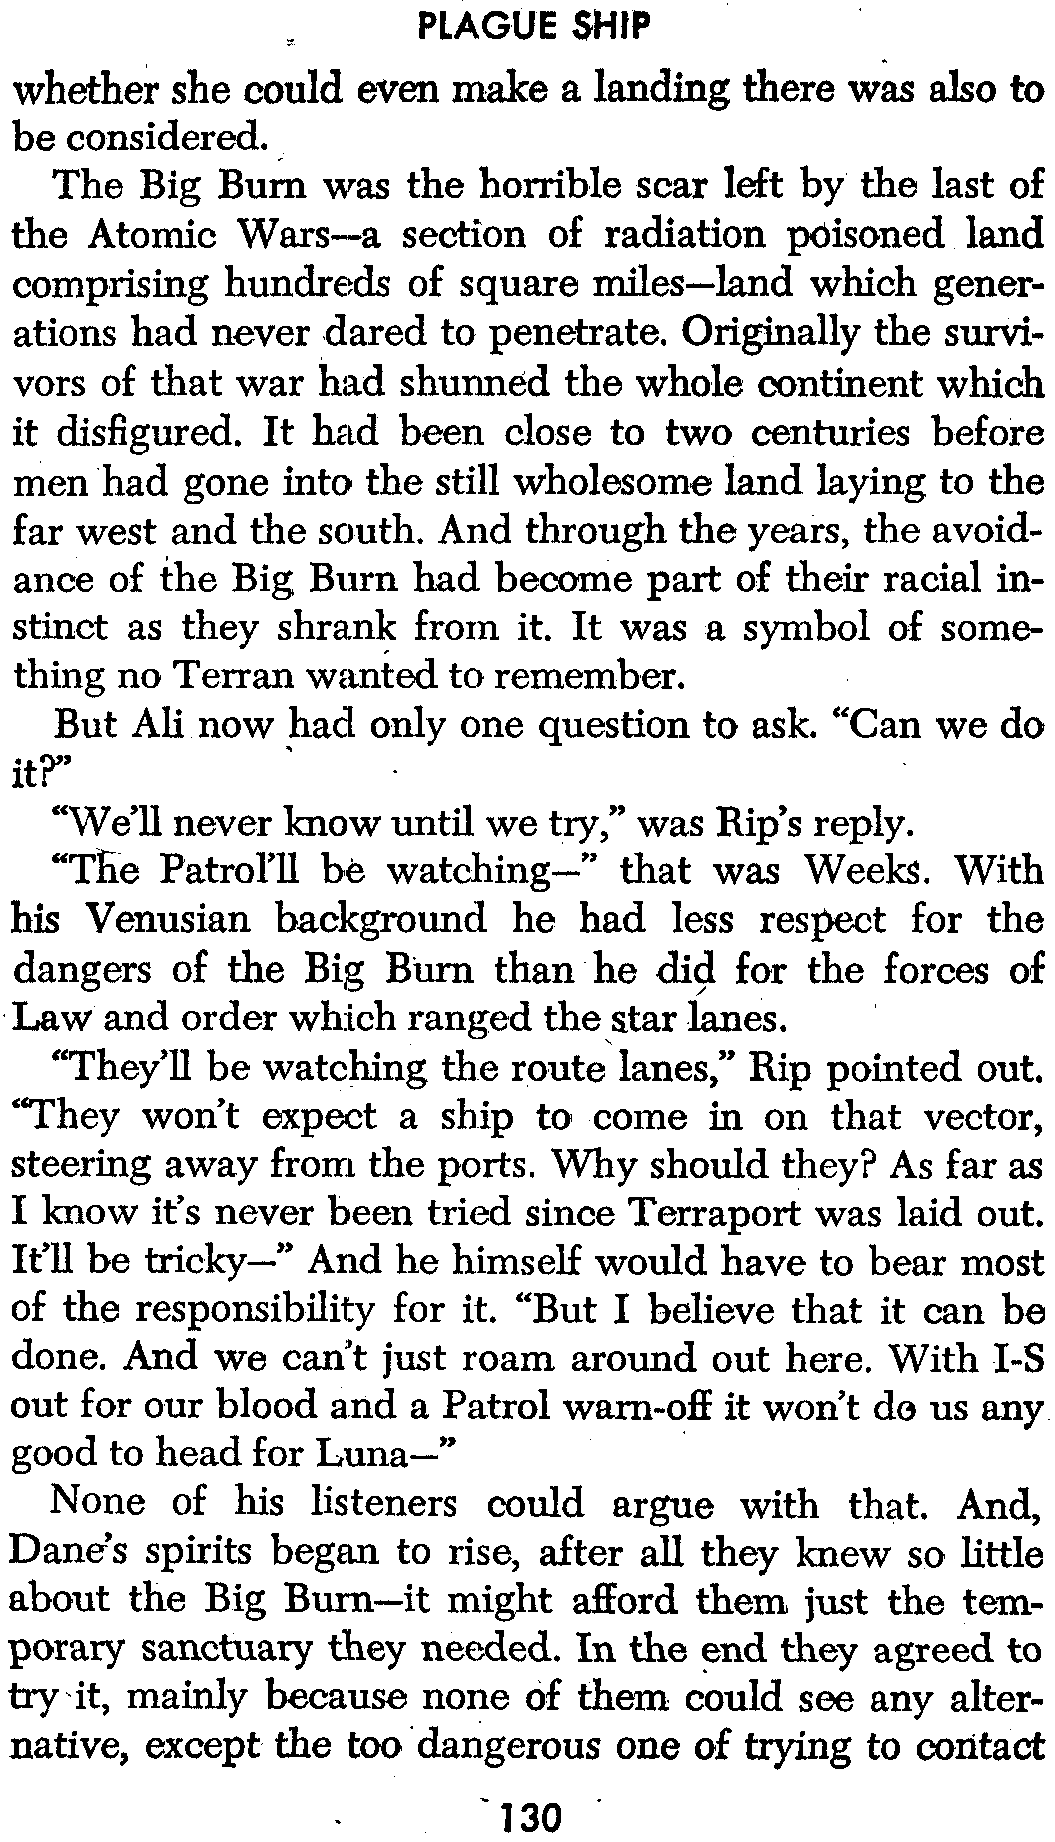 PLAGUE SHIP
whether she could even make a landing there was also to
be considered.
The Big Burn was the horrible scar left by the last of
the Atomic Wars—a section of radiation poisoned land
comprising hundreds of square miles—land which gener-
ations had never dared to penetrate. Originally the survi-
vors of that war had shunned the whole continent which
it disfigured. It had been close to two centuries before
men had gone into the still wholesome land laying to the
far west and the south. And through the years, the avoid-
ance of the Big Burn had become part of their racial in-
stinct as they shrank from it. It was a symbol of some-
thing no Terran wanted to remember.
But Ali now had only one question to ask. “Can we do
it?”
“We’ll never know until we try,” was Rip’s reply.
“The Patrol’ll be watching—” that was Weeks. With
his Venusian background he had less respect for the
dangers of the Big Burn than he did for the forces of
Law and order which ranged the star lanes.
“They’ll be watching the route lanes,” Rip pointed out.
“They won’t expect a ship to come in on that vector,
steering away from the ports. Why should they? As far as
I know it’s never been tried since Terraport was laid out.
It’ll be tricky—” And he himself would have to bear most
of the responsibility for it. “But I believe that it can be
done. And we can’t just roam around out here. With I-S
out for our blood and a Patrol warn-off it won’t do us any
good to head for Luna—”
None of his listeners could argue with that. And,
Dane’s spirits began to rise, after all they knew so little
about the Big Burn—it might afford them just the tem-
porary sanctuary they needed. In the end they agreed to
try it, mainly because none of them could see any alter-
native, except the too dangerous one of trying to contact
130